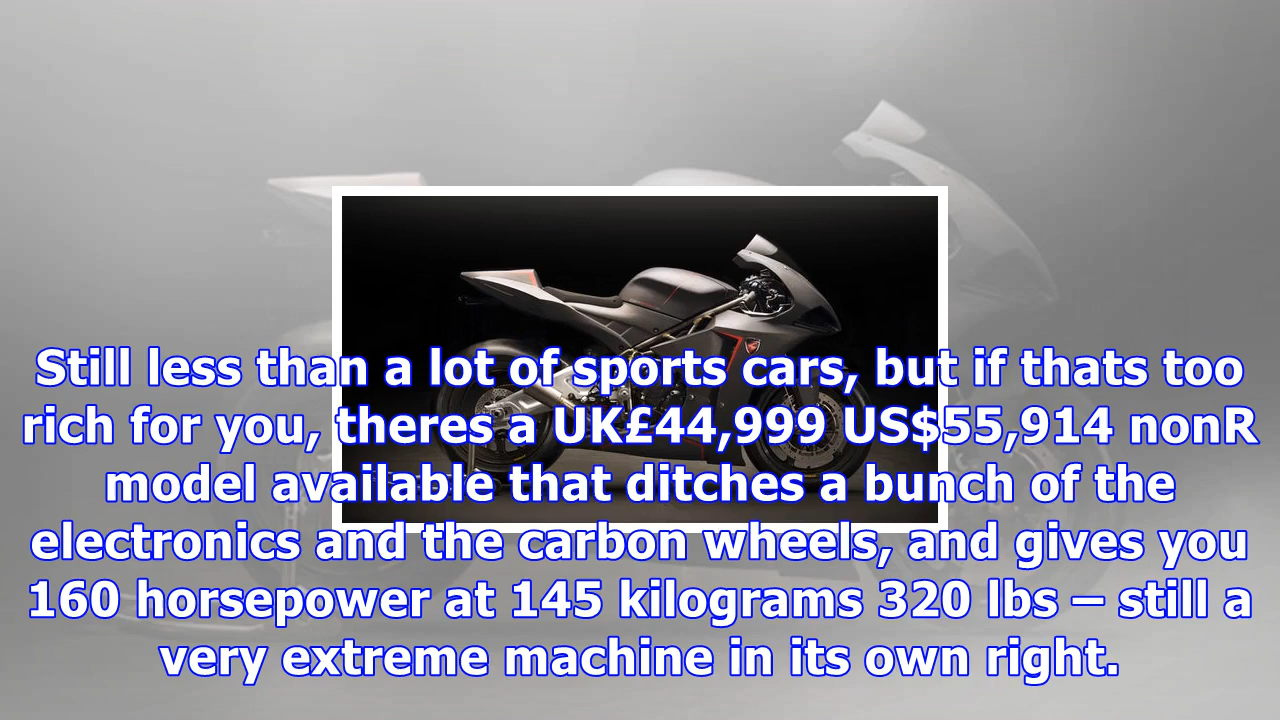 Still less than a lot of sports cars, but if thats too
rich for you, theres a UK£44,999 US$55,914 nonR
model available that ditches a bunch of the
electronics and the carbon wheels, and gives you
160 horsepower at 145 kilograms 320 lbs – still a
very extreme machine in its own right.